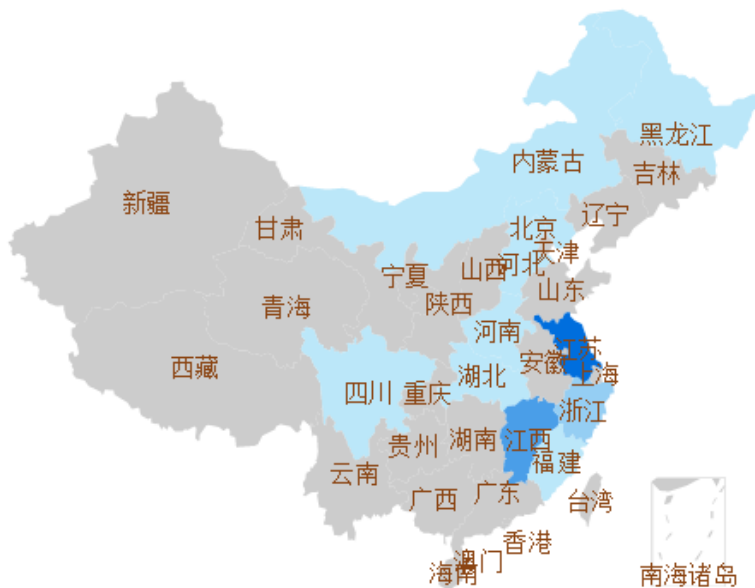 黑龙江
内蒙古
吉林
新疆
辽宁
甘肃
北京
天津
宁夏
山西
河北
山东
青海
陕西
河南
江苏
西藏
安徽
上海
四川
重庆
湖北
浙江
贵州
湖南
江西
福建
云南
广西
广东
台湾
香港
澳门
海南
南海诸岛